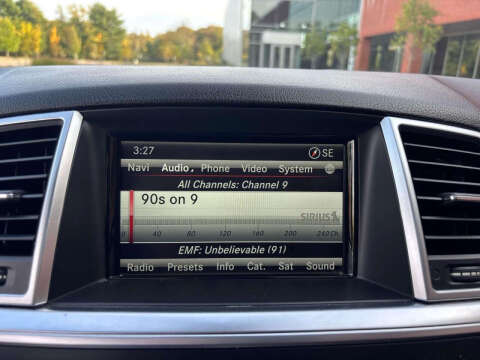 3:27 SE
Navi Audio Phone Video System
All Channels: Channel 9
90s on 9
SIRIUS
0 40 80 120 160 200 240 Ch
EMF: Unbelievable (91)
Radio Presets Info Cat. Sat Sound